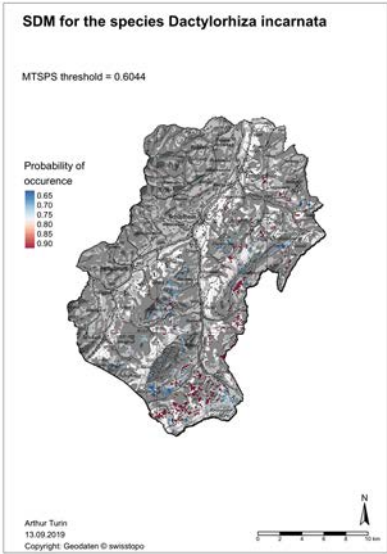 SDM for the species Dactylorhiza incarnata
MTSPS threshold = 0.6044
Probability of
occurence
0.65
0.70
0.75
0.80
0.85
0.90
Arthur Turin
13.09.2019
Copyright: Geodaten © swisstopo
N
0 2 4 6 8 10 km